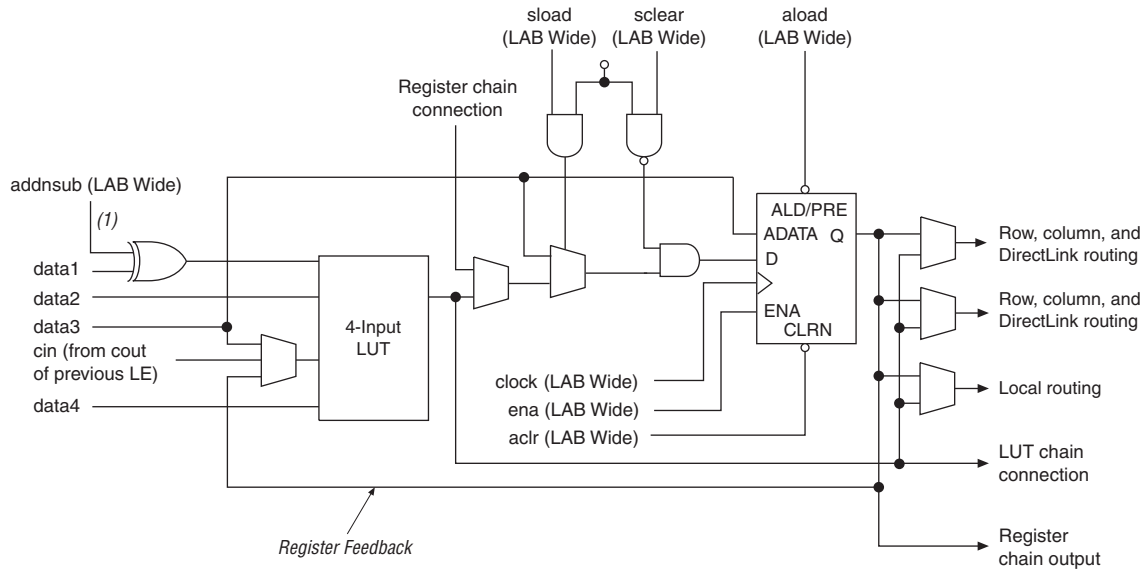 sload
(LAB Wide)
sclear
(LAB Wide)
aload
(LAB Wide)
Register chain
connection
addnsub (LAB Wide)
(1)
data1
data2
data3
cin (from cout
of previous LE)
data4
4-Input
LUT
ALD/PRE
ADATA Q
D
ENA
CLRN
clock (LAB Wide)
ena (LAB Wide)
aclr (LAB Wide)
Row, column, and
DirectLink routing
Row, column, and
DirectLink routing
Local routing
LUT chain
connection
Register
chain output
Register Feedback